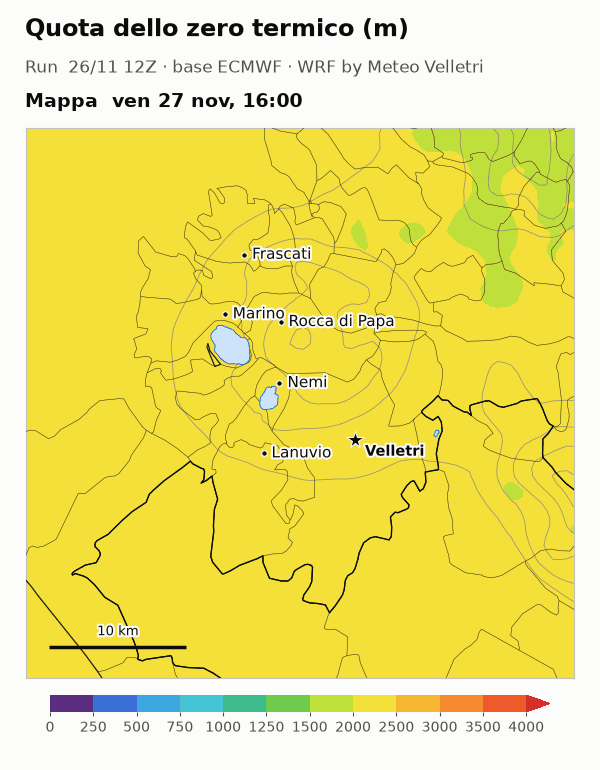 Quota dello zero termico (m)
Run  26/11 12Z · base ECMWF · WRF by Meteo Velletri
Mappa  ven 27 nov, 16:00
Frascati
Marino
Rocca di Papa
Nemi
Velletri
Lanuvio
10 km
0 250 500 750 1000 1250 1500 2000 2500 3000 3500 4000